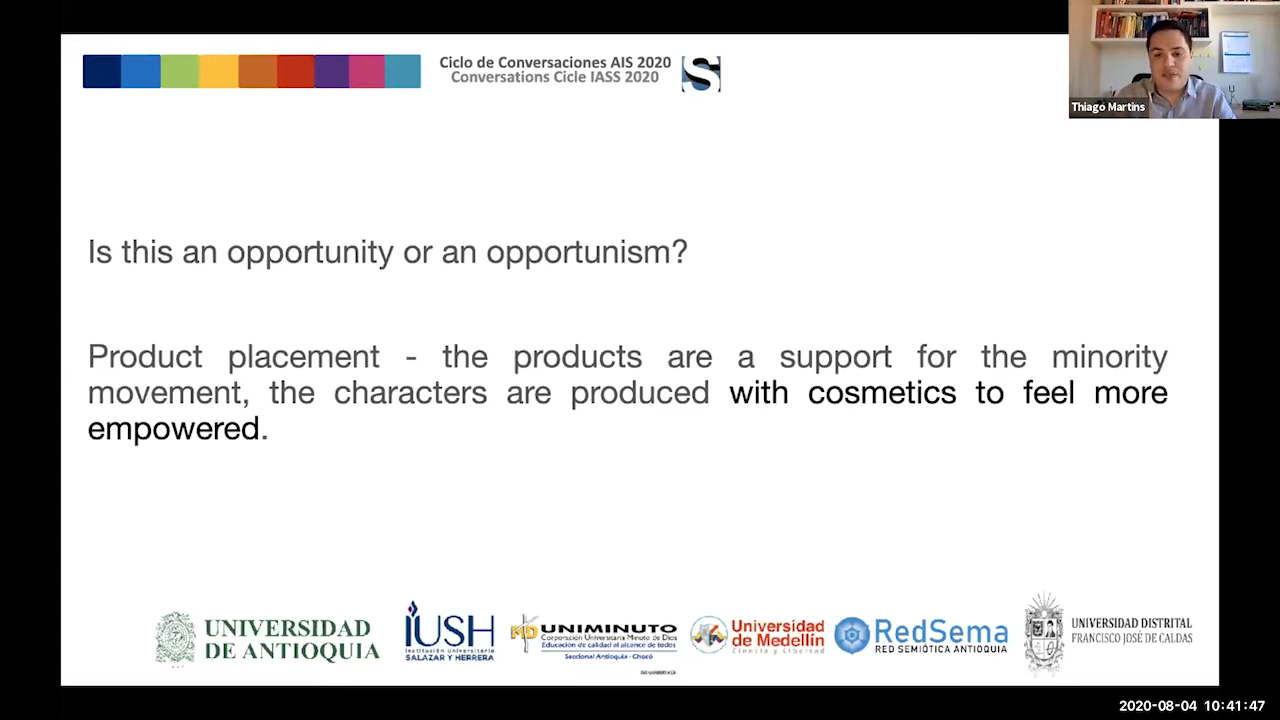 Ciclo de Conversaciones AIS 2020
Conversations Cicle IASS 2020
S
Thiago Martins
Is this an opportunity or an opportunism?
Product placement - the products are a support for the minority
movement, the characters are produced with cosmetics to feel more
empowered.
UNIVERSIDAD
DE ANTIOQUIA
IUSH
Institución Universitaria
SALAZAR Y HERRERA
MD UNIMINUTO
Corporación Universitaria Minuto de Dios
Educación de calidad al alcance de todos
Seccional Antioquia - Chocó
Universidad
de Medellín
Ciencia y Libertad
RedSema
RED SEMIÓTICA ANTIOQUIA
UNIVERSIDAD DISTRITAL
FRANCISCO JOSÉ DE CALDAS
2020-08-04 10:41:47